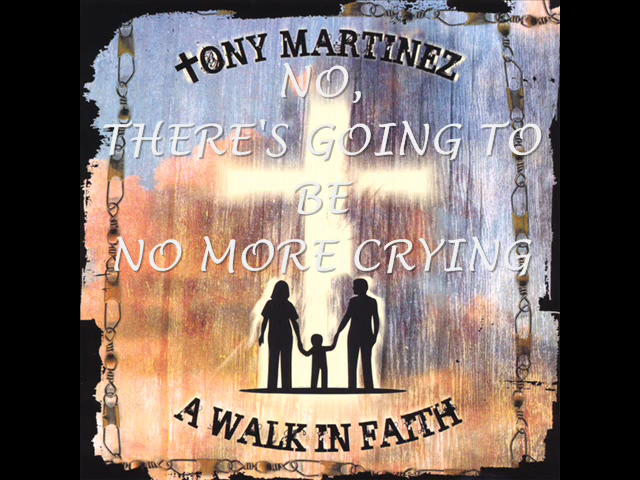 TONY MARTINEZ
NO,
THERE'S GOING TO
BE
NO MORE CRYING
A WALK IN FAITH